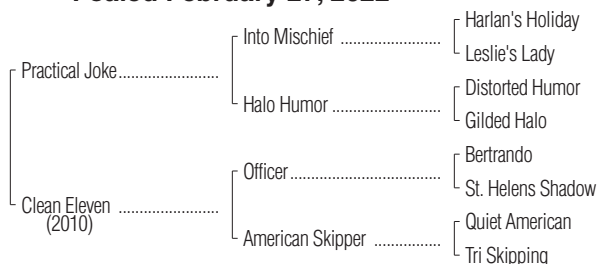 Foaled February 27, 2022
Harlan's Holiday
Into Mischief ........................
Leslie's Lady
Practical Joke........................
Distorted Humor
Halo Humor ..........................
Gilded Halo
Bertrando
Officer....................................
St. Helens Shadow
Clean Eleven ........................
(2010)
Quiet American
American Skipper ................
Tri Skipping